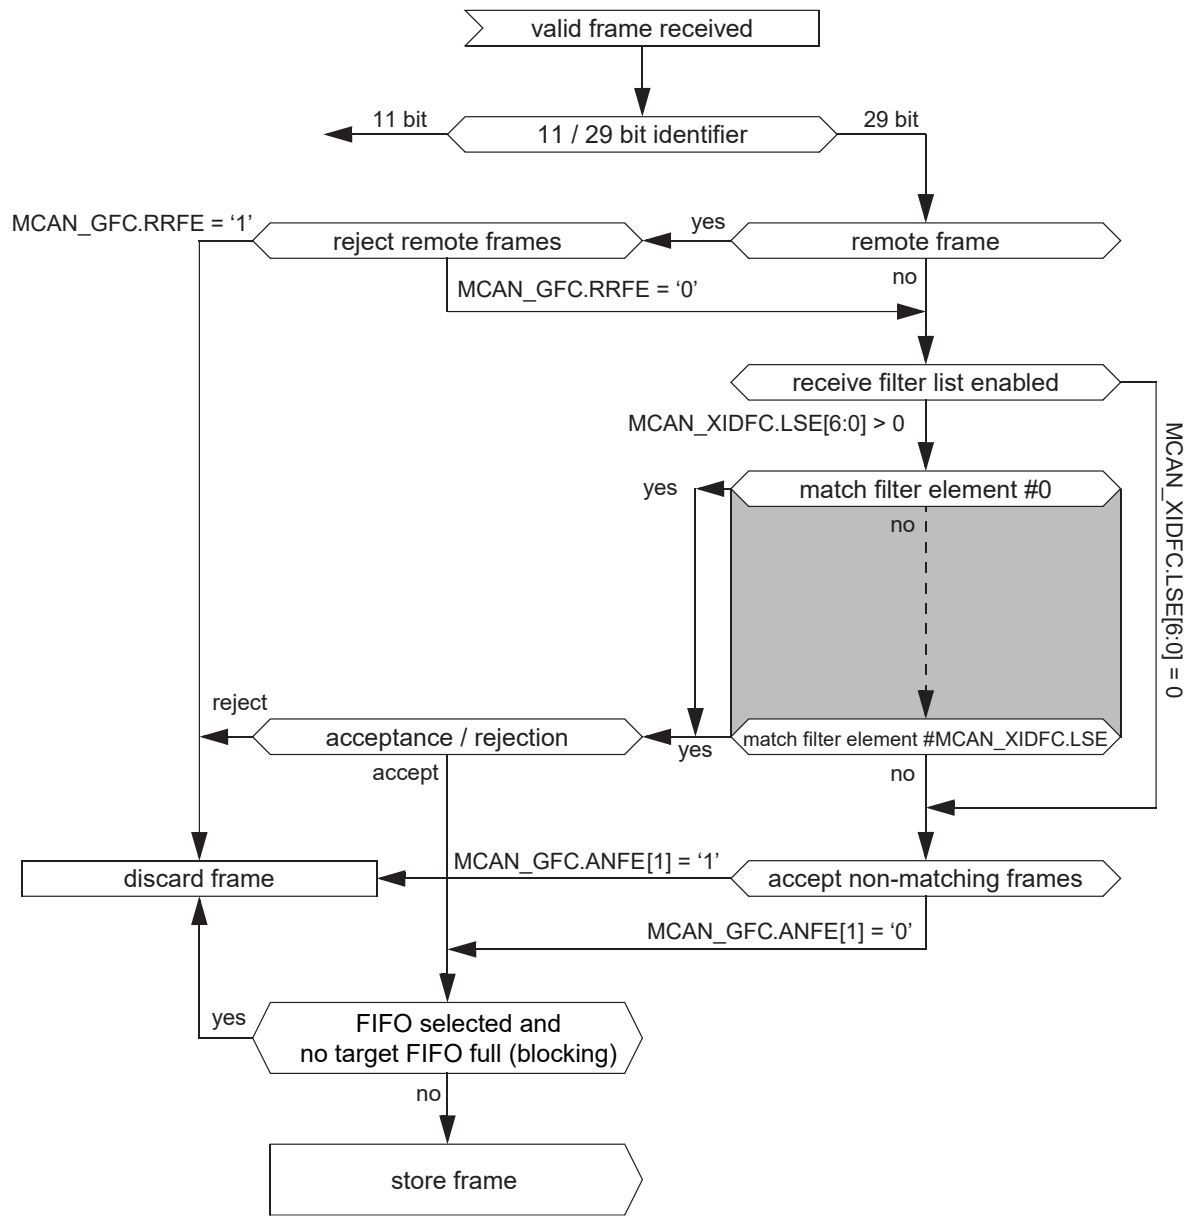 valid frame received
11 bit
11 / 29 bit identifier
29 bit
MCAN_GFC.RRFE = ‘1’
reject remote frames
yes
remote frame
no
MCAN_GFC.RRFE = ‘0’
receive filter list enabled
MCAN_XIDFC.LSE[6:0] > 0
MCAN_XIDFC.LSE[6:0] = 0
yes
match filter element #0
no
reject
acceptance / rejection
yes
match filter element #MCAN_XIDFC.LSE
accept
no
discard frame
MCAN_GFC.ANFE[1] = ‘1’
accept non-matching frames
MCAN_GFC.ANFE[1] = ‘0’
yes
FIFO selected and
no target FIFO full (blocking)
no
store frame